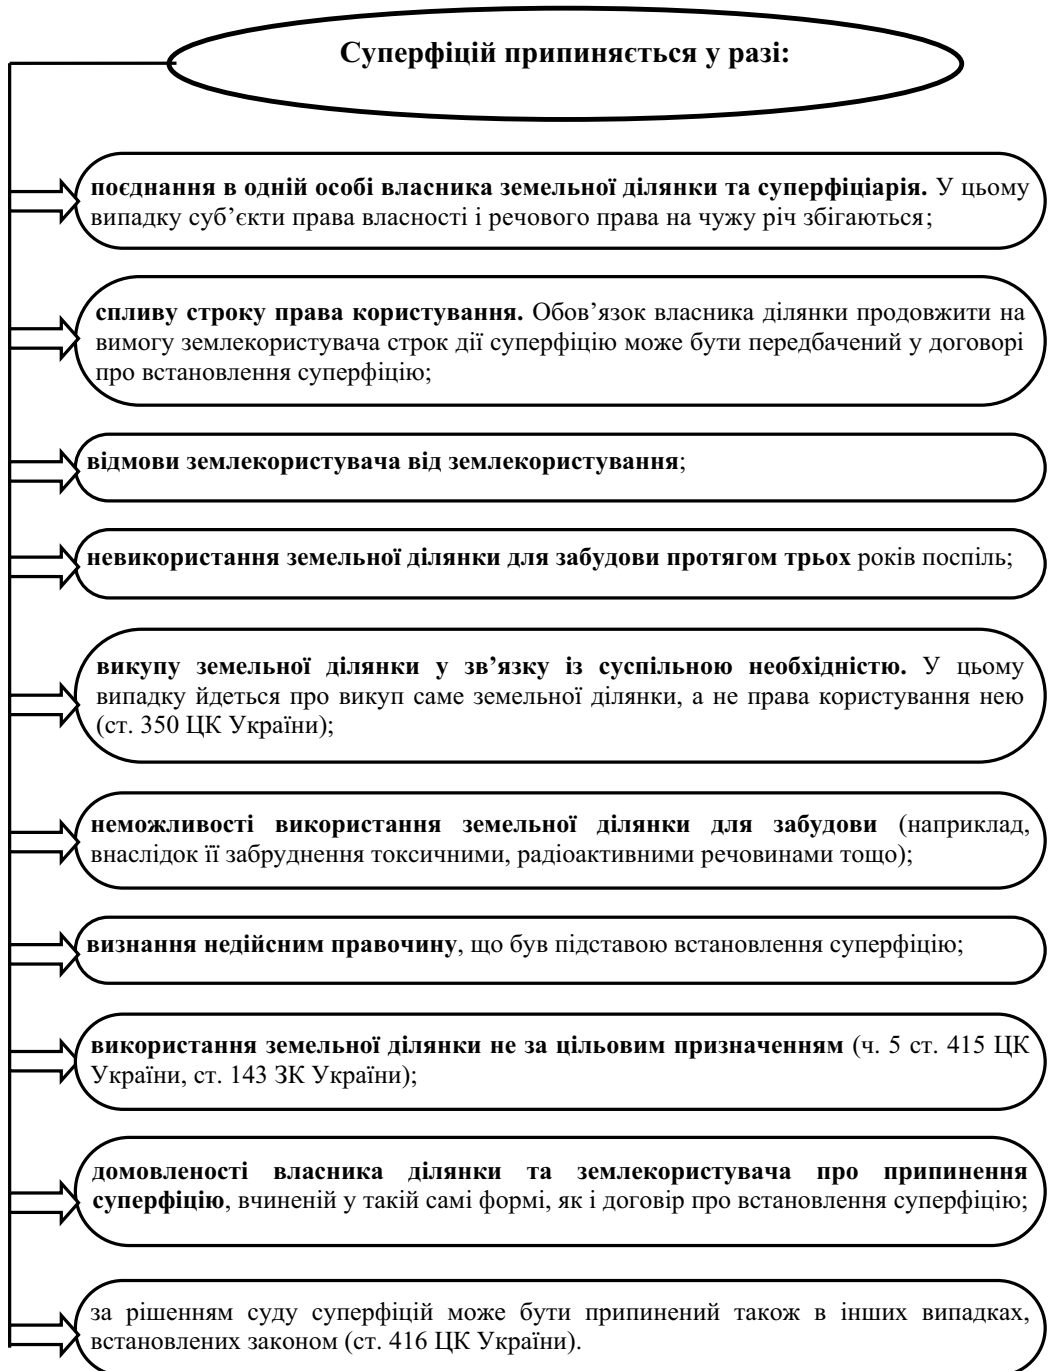 Суперфіцій припиняється у разі:
поєднання в одній особі власника земельної ділянки та суперфіціарія. У цьому
випадку суб’єкти права власності і речового права на чужу річ збігаються;
спливу строку права користування. Обов’язок власника ділянки продовжити на
вимогу землекористувача строк дії суперфіцію може бути передбачений у договорі
про встановлення суперфіцію;
відмови землекористувача від землекористування;
невикористання земельної ділянки для забудови протягом трьох років поспіль;
викупу земельної ділянки у зв’язку із суспільною необхідністю. У цьому
випадку йдеться про викуп саме земельної ділянки, а не права користування нею
(ст. 350 ЦК України);
неможливості використання земельної ділянки для забудови (наприклад,
внаслідок її забруднення токсичними, радіоактивними речовинами тощо);
визнання недійсним правочину, що був підставою встановлення суперфіцію;
використання земельної ділянки не за цільовим призначенням (ч. 5 ст. 415 ЦК
України, ст. 143 ЗК України);
домовленості власника ділянки та землекористувача про припинення
суперфіцію, вчиненій у такій самі формі, як і договір про встановлення суперфіцію;
за рішенням суду суперфіцій може бути припинений також в інших випадках,
встановлених законом (ст. 416 ЦК України).